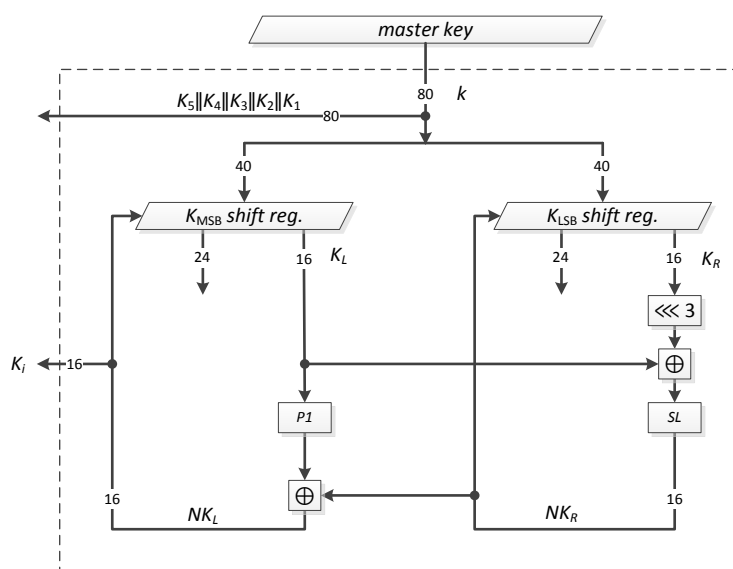 master key
80
k
K5‖K4‖K3‖K2‖K1
80
40
40
KMSB shift reg.
KLSB shift reg.
24
16
KL
24
16
KR
<<< 3
Ki
16
⊕
P1
SL
16
⊕
16
NKL
NKR